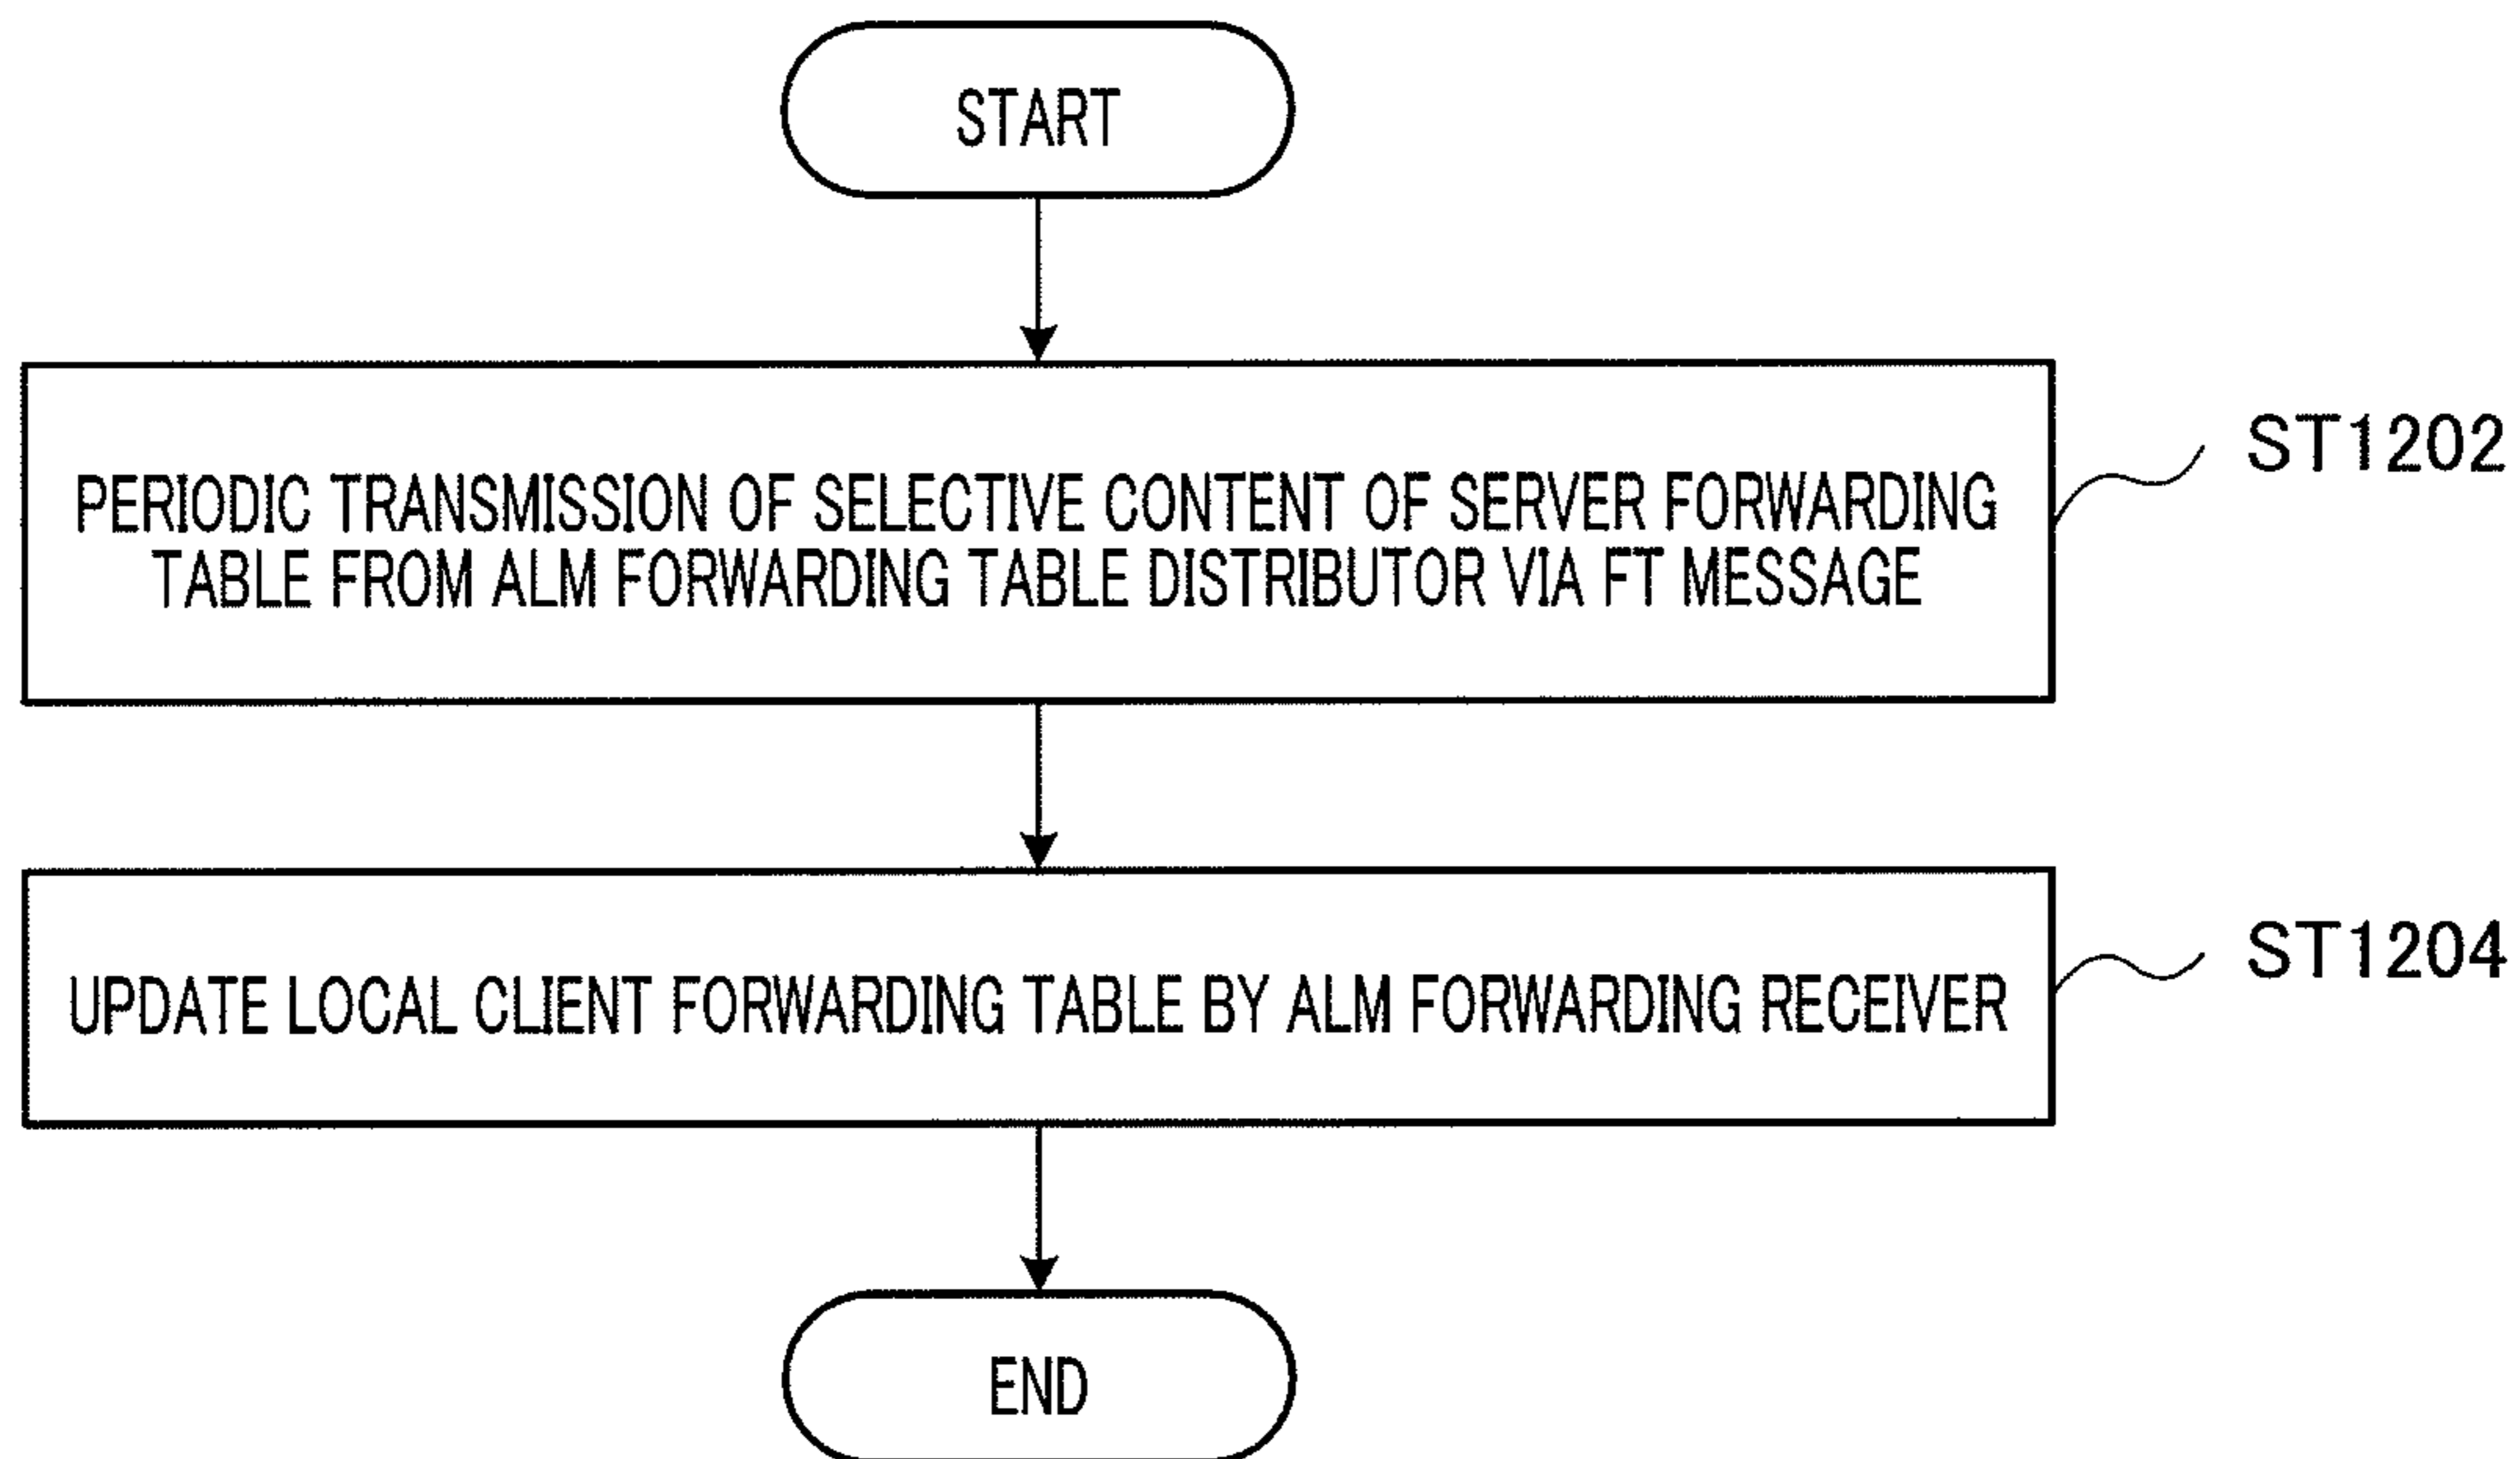 START
PERIODIC TRANSMISSION OF SELECTIVE CONTENT OF SERVER FORWARDING
TABLE FROM ALM FORWARDING TABLE DISTRIBUTOR VIA FT MESSAGE
ST1202
UPDATE LOCAL CLIENT FORWARDING TABLE BY ALM FORWARDING RECEIVER
ST1204
END